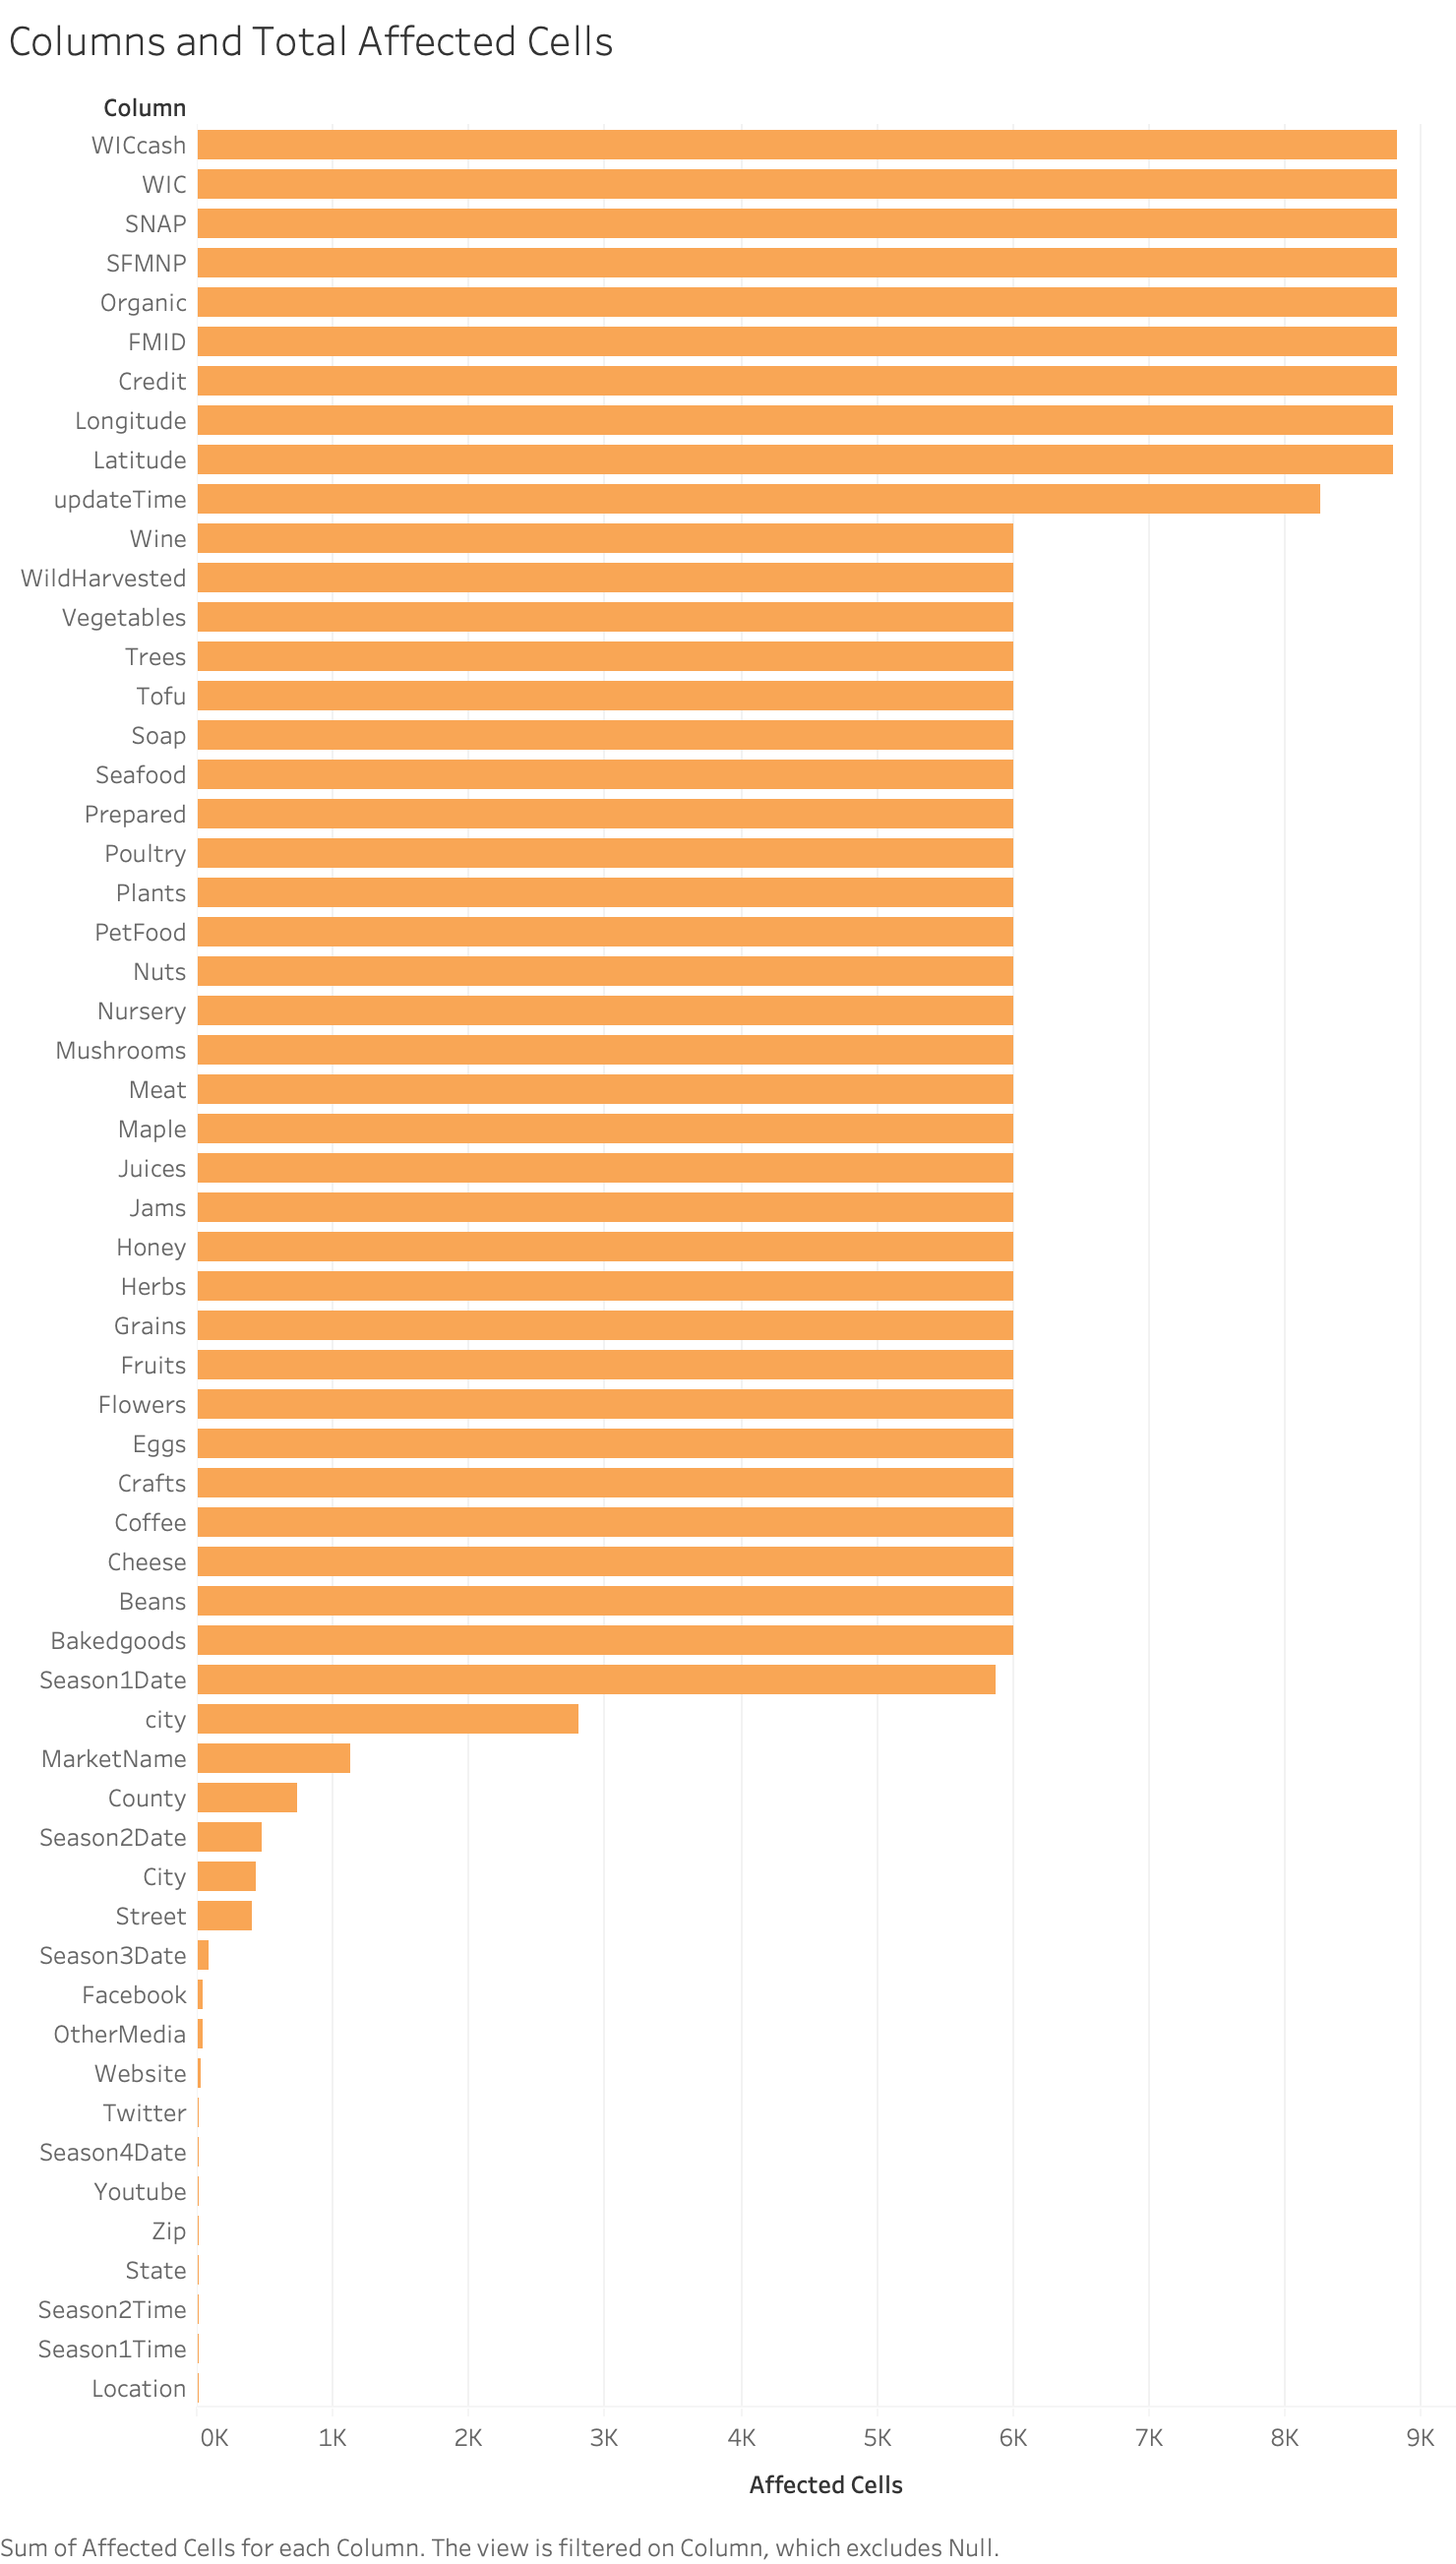 Columns and Total Affected Cells
Column
WICcash
WIC
SNAP
SFMNP
Organic
FMID
Credit
Longitude
Latitude
updateTime
Wine
WildHarvested
Vegetables
Trees
Tofu
Soap
Seafood
Prepared
Poultry
Plants
PetFood
Nuts
Nursery
Mushrooms
Meat
Maple
Juices
Jams
Honey
Herbs
Grains
Fruits
Flowers
Eggs
Crafts
Coffee
Cheese
Beans
Bakedgoods
Season1Date
city
MarketName
County
Season2Date
City
Street
Season3Date
Facebook
OtherMedia
Website
Twitter
Season4Date
Youtube
Zip
State
Season2Time
Season1Time
Location
0K 1K 2K 3K 4K 5K 6K 7K 8K 9K
Affected Cells
Sum of Affected Cells for each Column. The view is filtered on Column, which excludes Null.